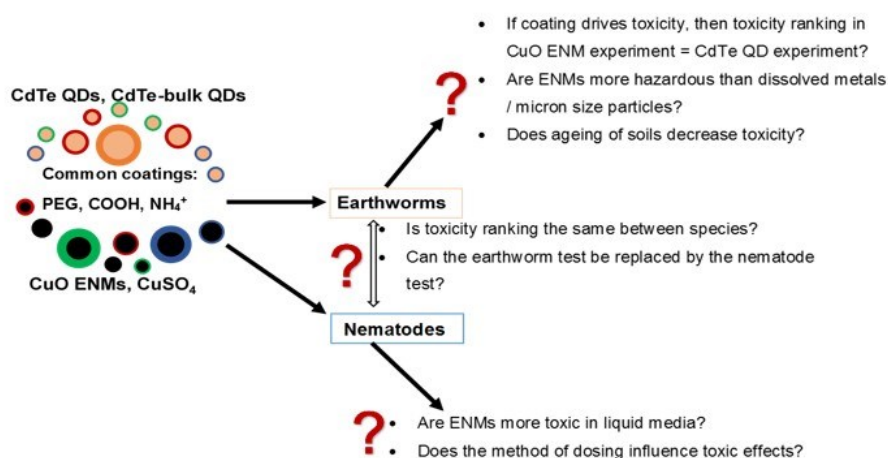 If coating drives toxicity, then toxicity ranking in
CuO ENM experiment = CdTe QD experiment?
Are ENMs more hazardous than dissolved metals
/ micron size particles?
Does ageing of soils decrease toxicity?
?
CdTe QDs, CdTe-bulk QDs
Common coatings:
PEG, COOH, NH₄⁺
CuO ENMs, CuSO₄
Earthworms
?
Is toxicity ranking the same between species?
Can the earthworm test be replaced by the nematode
test?
Nematodes
?
Are ENMs more toxic in liquid media?
Does the method of dosing influence toxic effects?